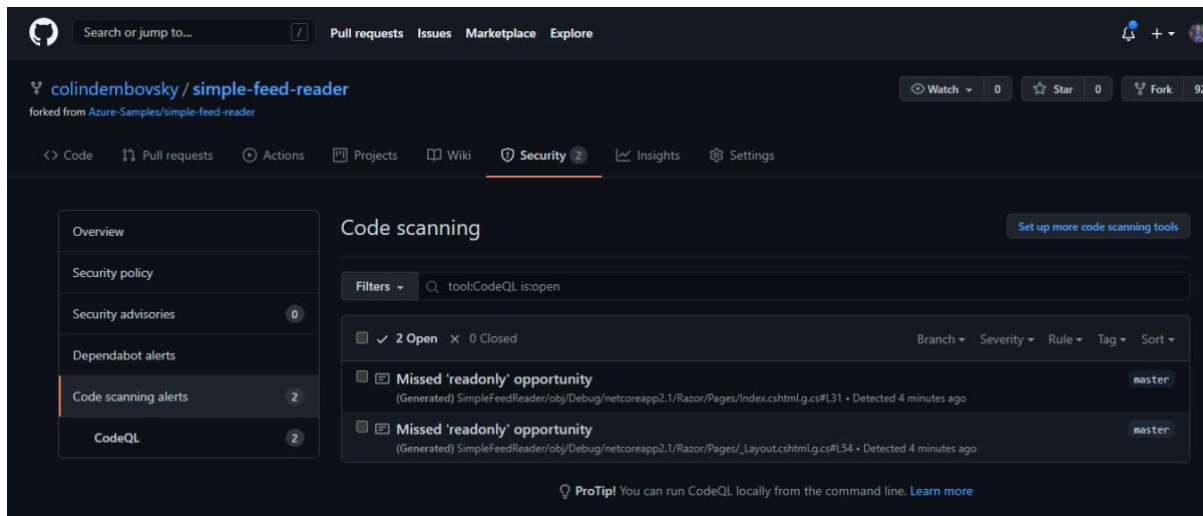 Search or jump to... /
Pull requests Issues Marketplace Explore
colindembovsky / simple-feed-reader
Watch 0 Star 0 Fork 92
forked from Azure-Samples/simple-feed-reader
Code Pull requests Actions Projects Wiki Security 2 Insights Settings
Overview
Security policy
Security advisories 0
Dependabot alerts
Code scanning alerts 2
CodeQL 2
Code scanning
Set up more code scanning tools
Filters tool:CodeQL is:open
2 Open 0 Closed
Branch Severity Rule Tag Sort
Missed 'readonly' opportunity master
(Generated) SimpleFeedReader/obj/Debug/netcoreapp2.1/Razor/Pages/Index.cshtml.g.cs#L31 • Detected 4 minutes ago
Missed 'readonly' opportunity master
(Generated) SimpleFeedReader/obj/Debug/netcoreapp2.1/Razor/Pages/_Layout.cshtml.g.cs#L54 • Detected 4 minutes ago
ProTip! You can run CodeQL locally from the command line. Learn more